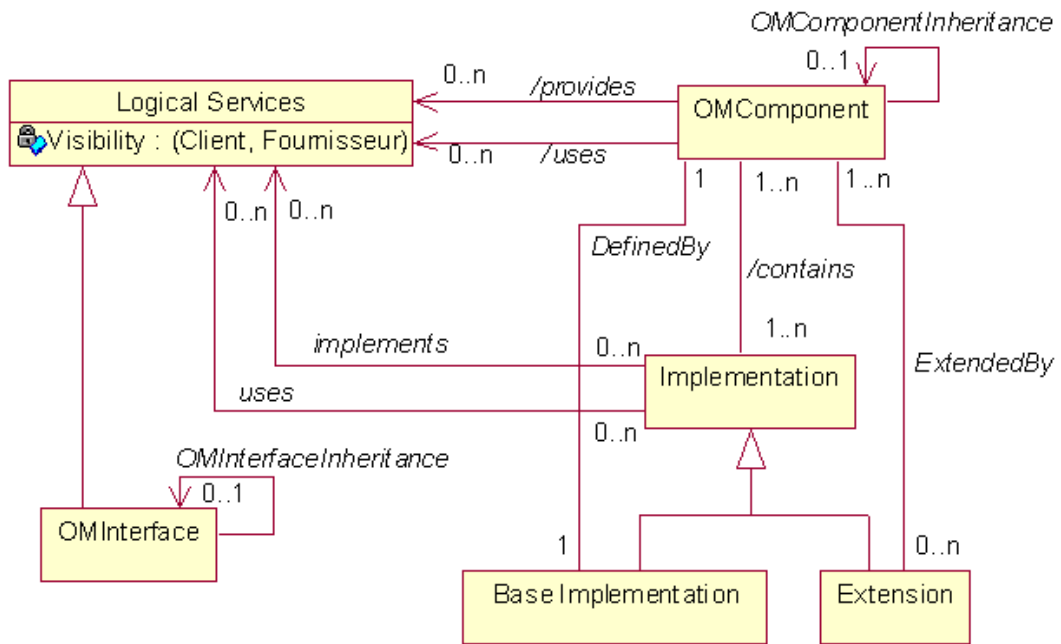 OMComponentInheritance
0..1
0..n
/provides
Logical Services
OMComponent
Visibility : (Client, Fournisseur)
0..n
/uses
1
1..n
1..n
0..n
0..n
DefinedBy
/contains
1..n
implements
0..n
ExtendedBy
Implementation
uses
0..n
OMInterfaceInheritance
0..1
OMInterface
1
0..n
Base Implementation
Extension